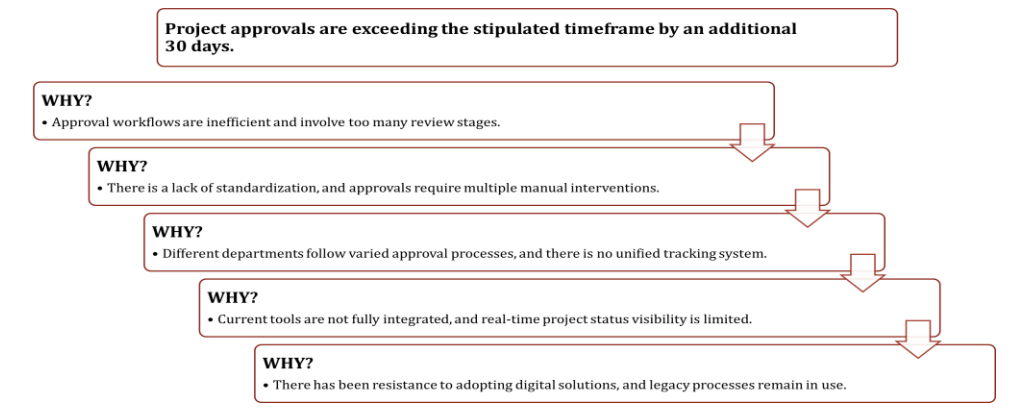 Project approvals are exceeding the stipulated timeframe by an additional
30 days.
WHY?
• Approval workflows are inefficient and involve too many review stages.
WHY?
• There is a lack of standardization, and approvals require multiple manual interventions.
WHY?
• Different departments follow varied approval processes, and there is no unified tracking system.
WHY?
• Current tools are not fully integrated, and real-time project status visibility is limited.
WHY?
• There has been resistance to adopting digital solutions, and legacy processes remain in use.